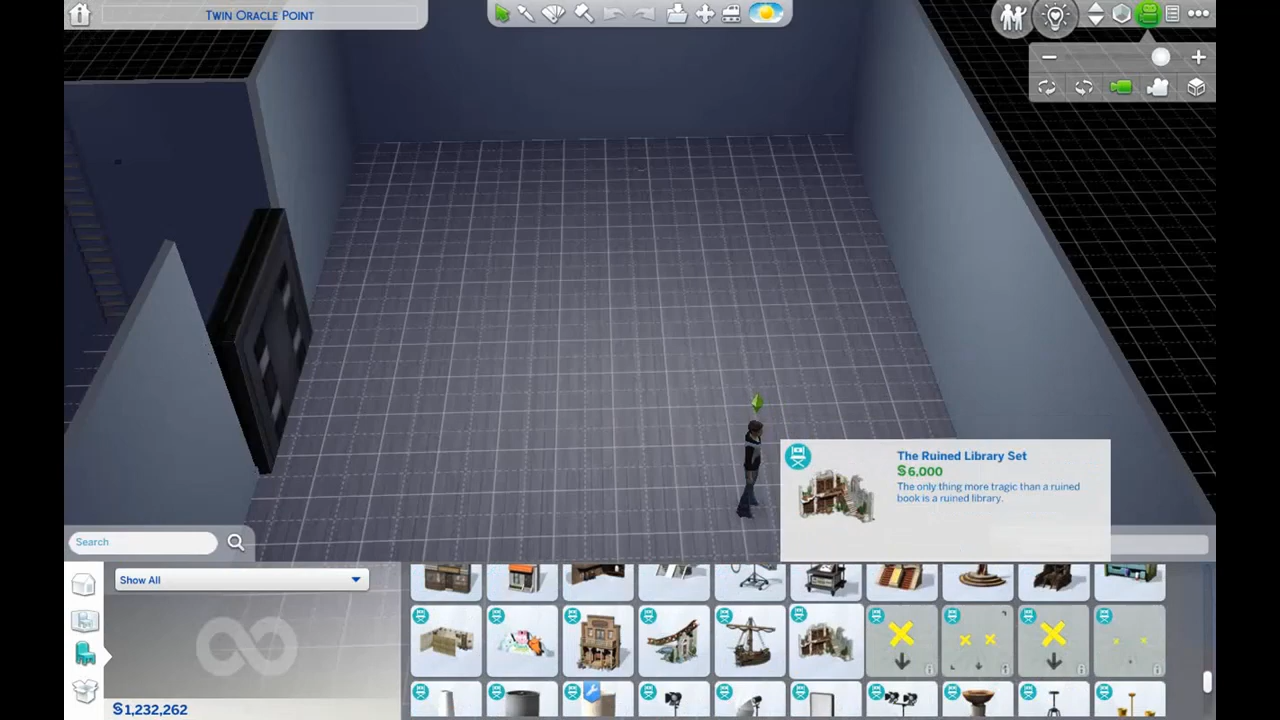 TWIN ORACLE POINT
The Ruined Library Set
§6,000
The only thing more tragic than a ruined
book is a ruined library.
Search
Show All
§1,232,262